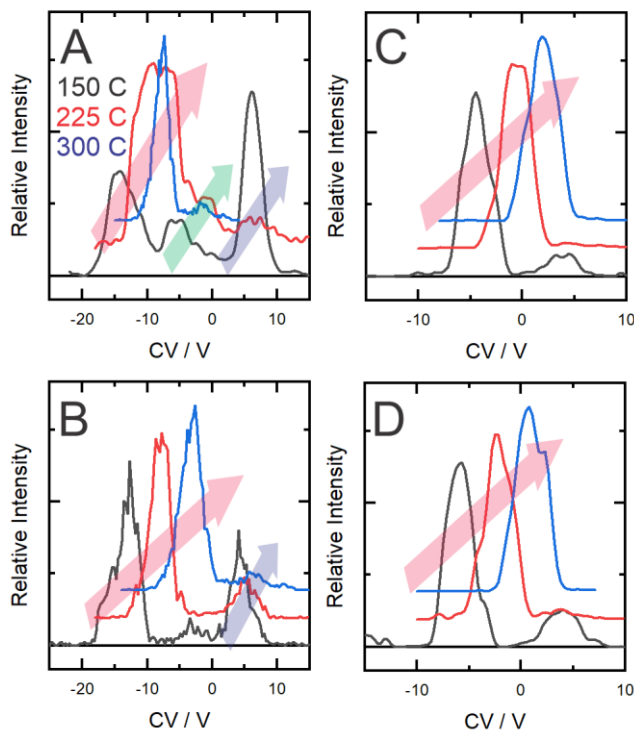 A
150 C
225 C
300 C
Relative Intensity
-20 -10 0 10
CV / V
C
Relative Intensity
-10 0 10
CV / V
B
Relative Intensity
-20 -10 0 10
CV / V
D
Relative Intensity
-10 0 10
CV / V